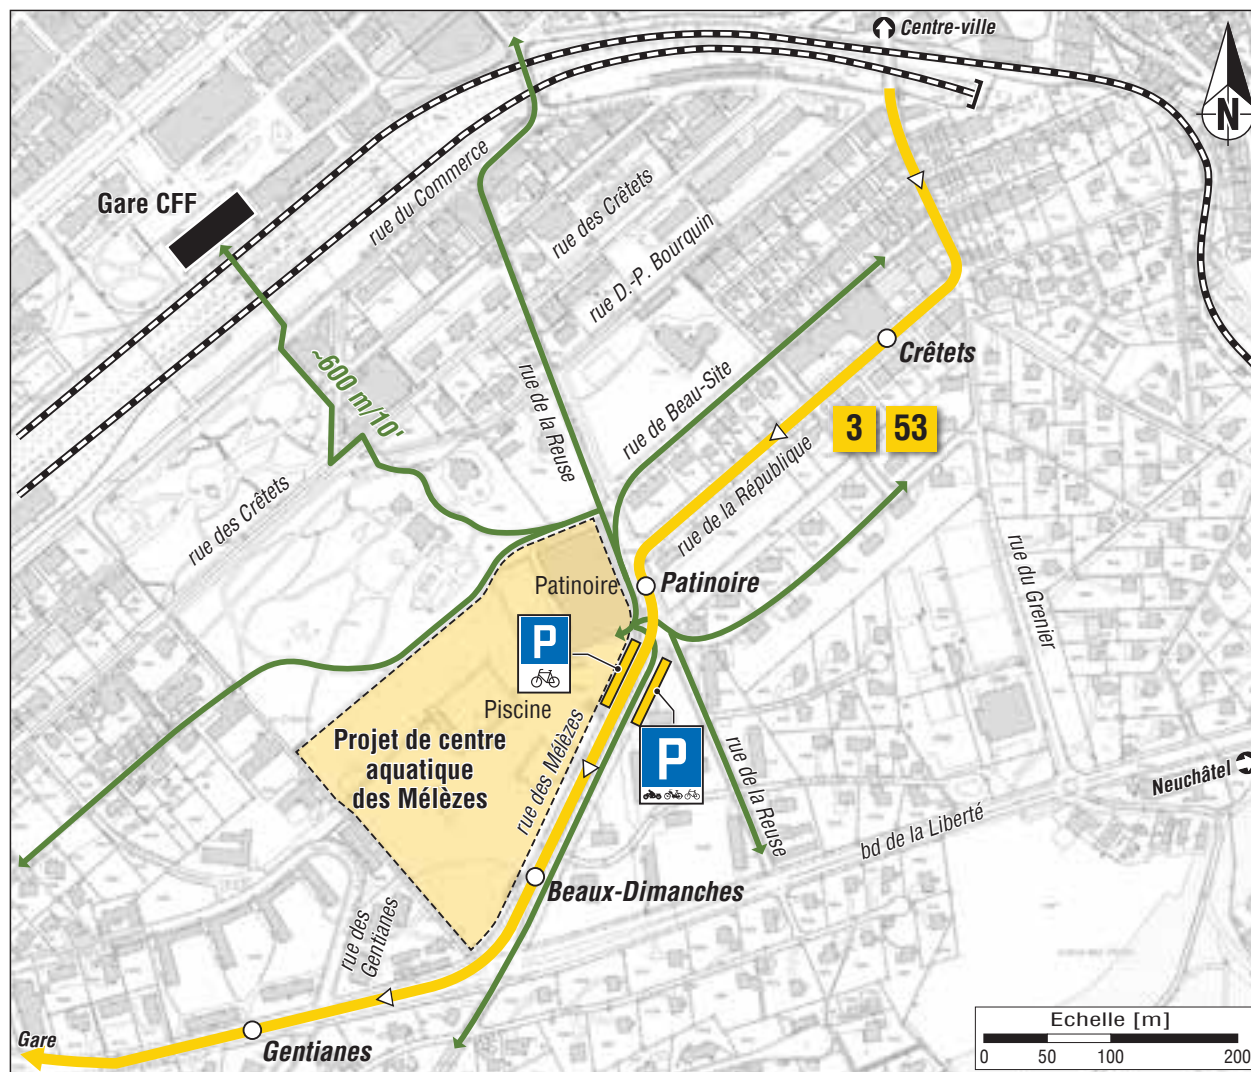 Centre-ville
N
Gare CFF
rue du Commerce
rue des Crêtets
rue D.-P. Bourquin
Crêtets
~600 m/10'
rue de la Reuse
rue de Beau-Site
3 53
rue de la République
rue des Crêtets
rue du Grenier
Patinoire
Patinoire
P
Piscine
Projet de centre
aquatique
des Mélèzes
rue des Mélèzes
P
rue de la Reuse
Neuchâtel
bd de la Liberté
Beaux-Dimanches
rue des
Gentianes
Gare
Gentianes
Echelle [m]
0 50 100 200